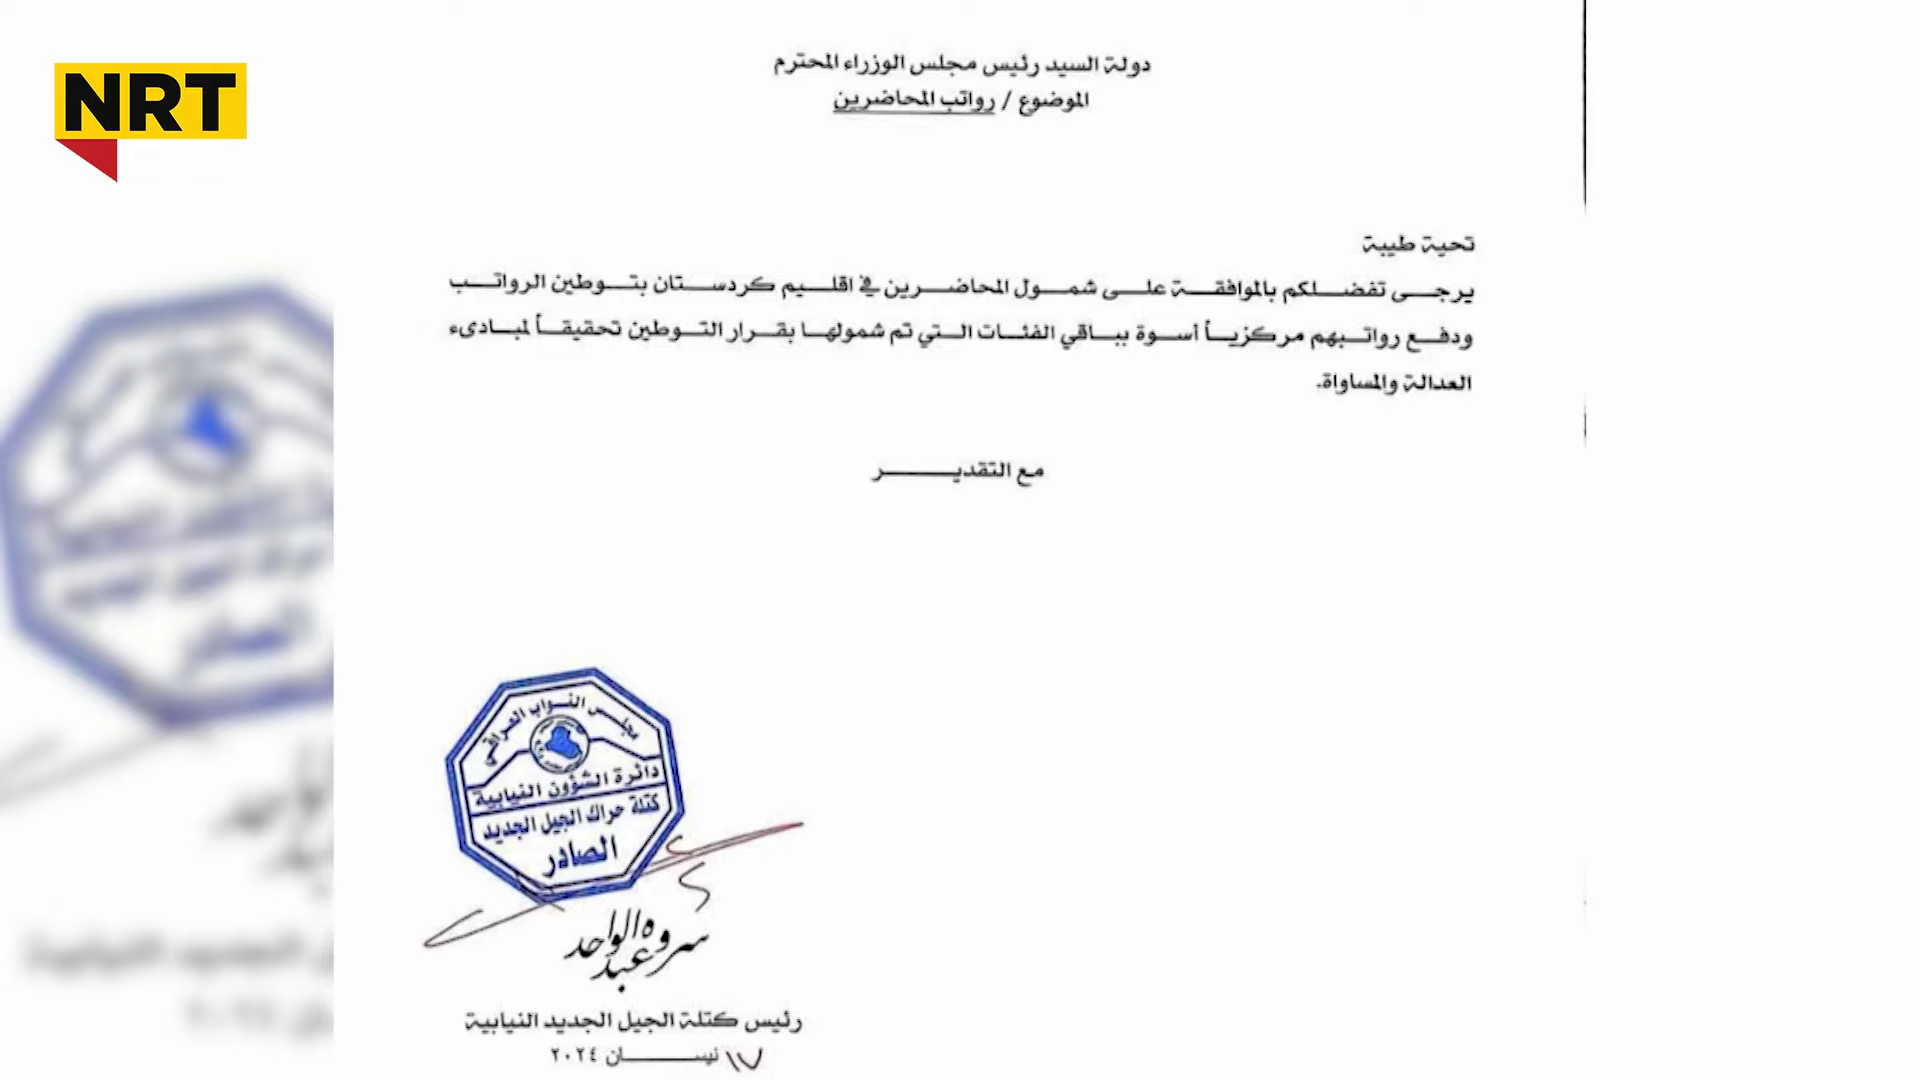 NRT
دولة السيد رئيس مجلس الوزراء المحترم
الموضوع / رواتب المحاضرين
تحية طيبة
يرجى تفضلكم بالموافقة على شمول المحاضرين في اقليم كردستان بتوطين الرواتب
ودفع رواتبهم مركزياً أسوة بباقي الفئات التي تم شمولها بقرار التوطين تحقيقاً لمبادىء
العدالة والمساواة.
مع التقدير
مجلس النواب العراقي
دائرة الشؤون النيابية
كتلة حراك الجيل الجديد
الصادر
سروه عبد الواحد
رئيس كتلة الجيل الجديد النيابية
١٧ نيسان ٢٠٢٤